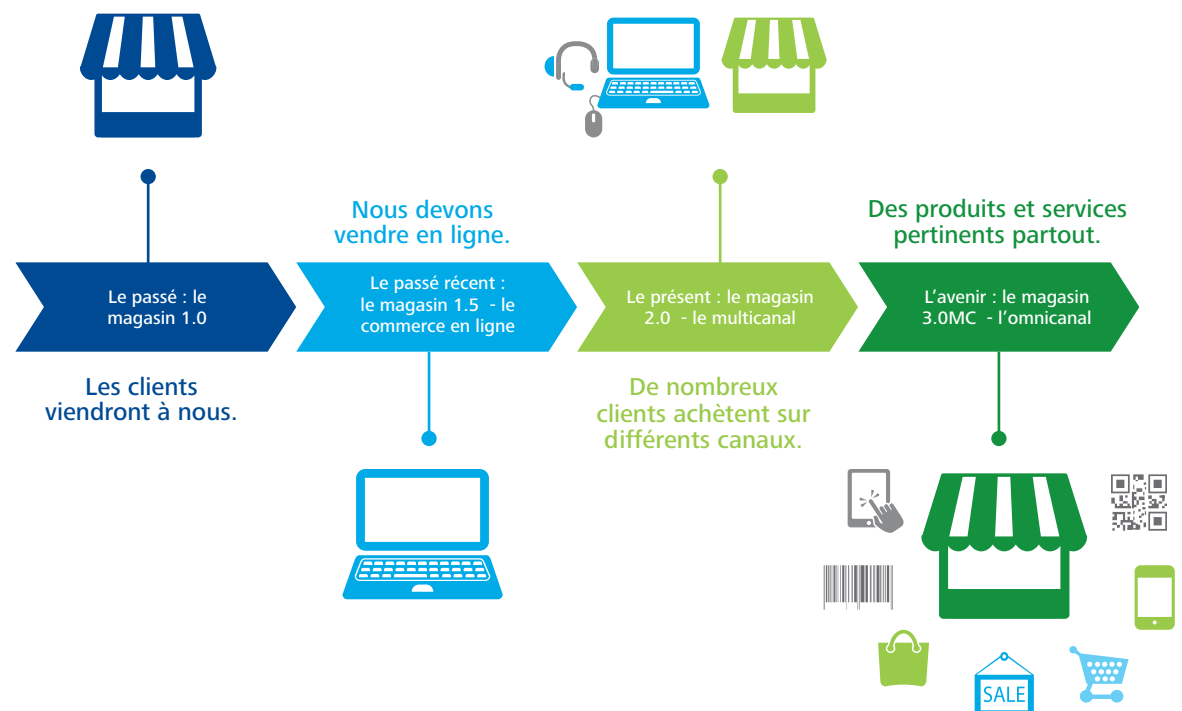 Nous devons
vendre en ligne.
Des produits et services
pertinents partout.
Le passé : le
magasin 1.0
Le passé récent :
le magasin 1.5 - le
commerce en ligne
Le présent : le magasin
2.0 - le multicanal
L’avenir : le magasin
3.0MC - l’omnicanal
Les clients
viendront à nous.
De nombreux
clients achètent sur
différents canaux.
SALE